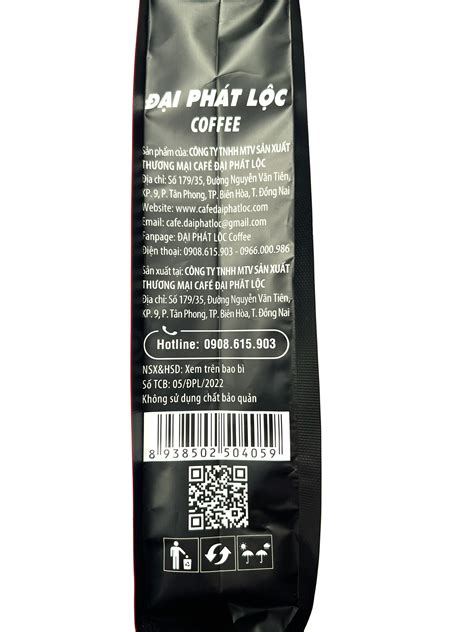 ĐẠI PHÁT LỘC
COFFEE
Sản phẩm của: CÔNG TY TNHH MTV SẢN XUẤT
THƯƠNG MẠI CAFÉ ĐẠI PHÁT LỘC
Địa chỉ: Số 179/35, Đường Nguyễn Văn Tiên,
KP. 9, P. Tân Phong, TP. Biên Hòa, T. Đồng Nai
Website: www.cafedaiphatloc.com
Email: cafe.daiphatloc@gmail.com
Fanpage: ĐẠI PHÁT LỘC Coffee
Điện thoại: 0908.615.903 - 0966.000.986
Sản xuất tại: CÔNG TY TNHH MTV SẢN XUẤT
THƯƠNG MẠI CAFÉ ĐẠI PHÁT LỘC
Địa chỉ: Số 179/35, Đường Nguyễn Văn Tiên,
KP. 9, P. Tân Phong, TP. Biên Hòa, T. Đồng Nai
Hotline: 0908.615.903
NSX&HSD: Xem trên bao bì
Số TCB: 05/ĐPL/2022
Không sử dụng chất bảo quản
8 938502 504059